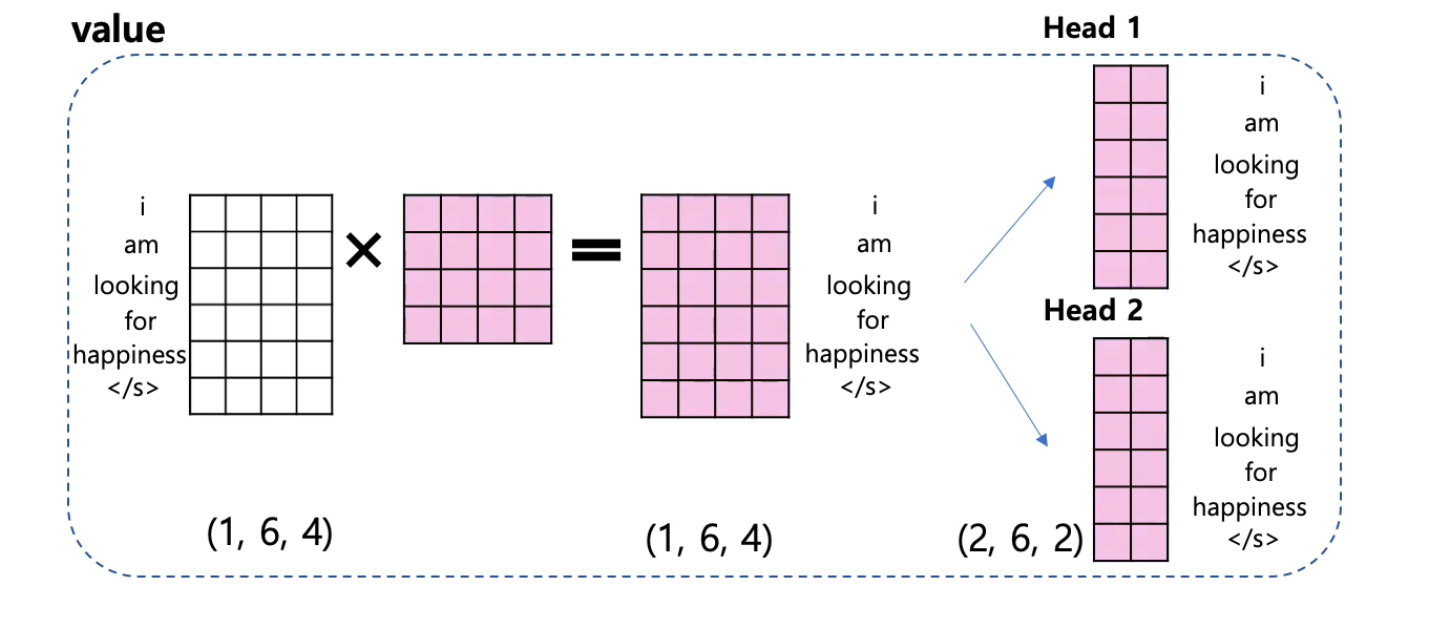 value
i
am
looking
for
happiness
</s>
×
=
i
am
looking
for
happiness
</s>
Head 1
i
am
looking
for
happiness
</s>
Head 2
i
am
looking
for
happiness
</s>
(1, 6, 4)
(1, 6, 4)
(2, 6, 2)